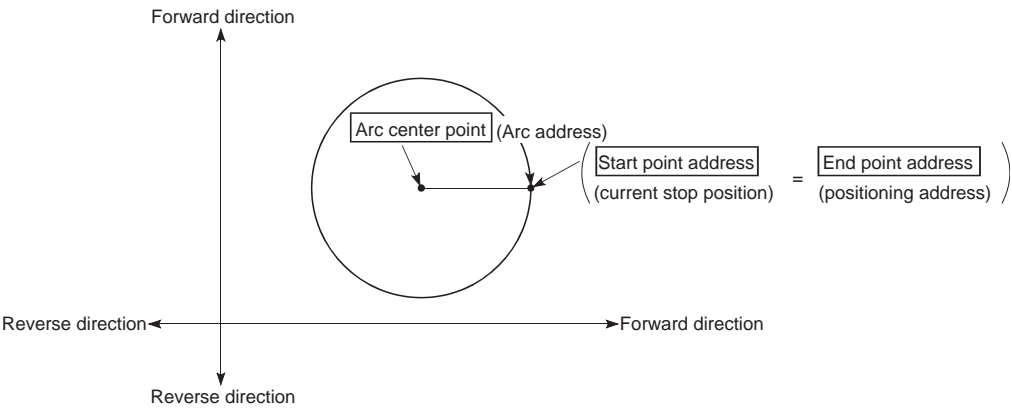 Forward direction
Arc center point (Arc address)
Start point address = End point address
(current stop position) (positioning address)
Reverse direction Forward direction
Reverse direction